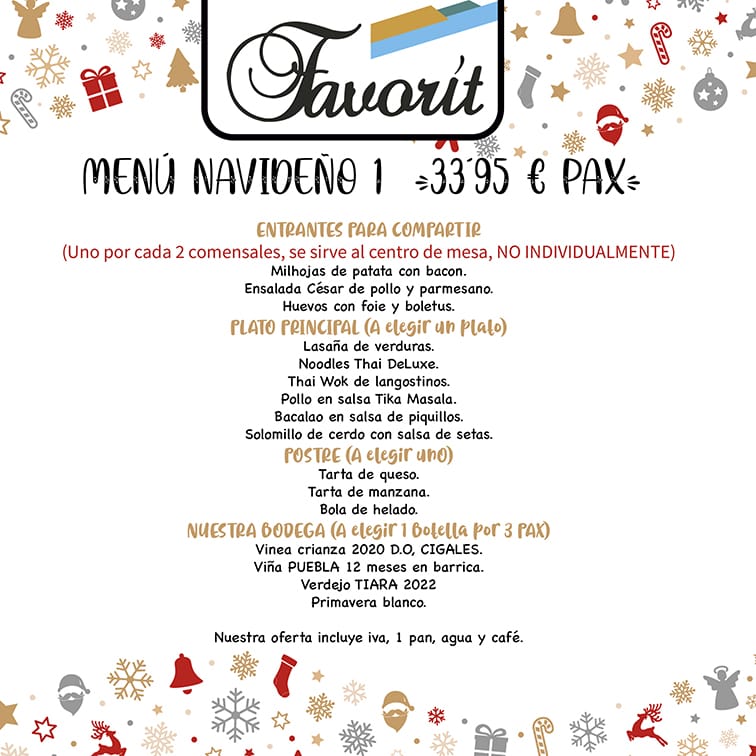 Favorit
MENÚ NAVIDEÑO 1 33´95 € PAX
ENTRANTES PARA COMPARTIR
(Uno por cada 2 comensales, se sirve al centro de mesa, NO INDIVIDUALMENTE)
Milhojas de patata con bacon.
Ensalada César de pollo y parmesano.
Huevos con foie y boletus.
PLATO PRINCIPAL (A elegir un plato)
Lasaña de verduras.
Noodles Thai DeLuxe.
Thai Wok de langostinos.
Pollo en salsa Tika Masala.
Bacalao en salsa de piquillos.
Solomillo de cerdo con salsa de setas.
POSTRE (A elegir uno)
Tarta de queso.
Tarta de manzana.
Bola de helado.
NUESTRA BODEGA (A elegir 1 Botella por 3 PAX)
Vinea crianza 2020 D.O, CIGALES.
Viña PUEBLA 12 meses en barrica.
Verdejo TIARA 2022
Primavera blanco.
Nuestra oferta incluye iva, 1 pan, agua y café.